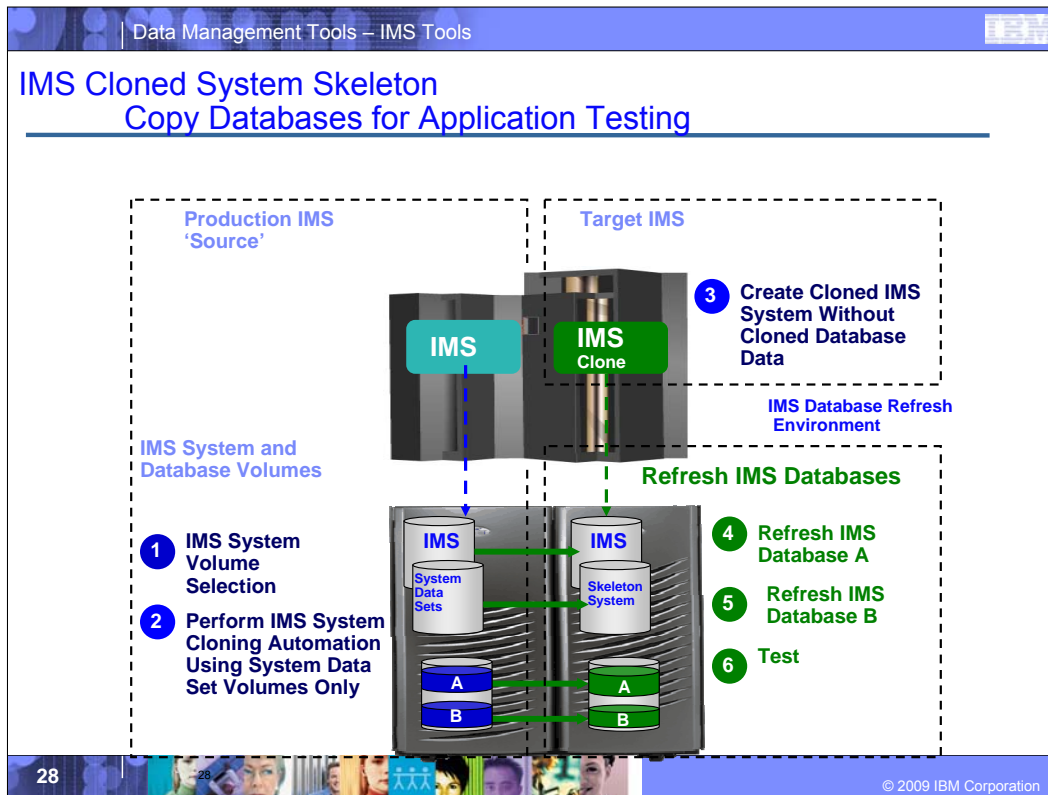 Data Management Tools – IMS Tools
IBM
IMS Cloned System Skeleton
Copy Databases for Application Testing
Production IMS
‘Source’
Target IMS
3
Create Cloned IMS
System Without
Cloned Database
Data
IMS
IMS
Clone
IMS Database Refresh
Environment
IMS System and
Database Volumes
Refresh IMS Databases
1
IMS System
Volume
Selection
2
Perform IMS System
Cloning Automation
Using System Data
Set Volumes Only
IMS
System
Data
Sets
IMS
Skeleton
System
A
B
A
B
4
Refresh IMS
Database A
5
Refresh IMS
Database B
6
Test
28
28
© 2009 IBM Corporation